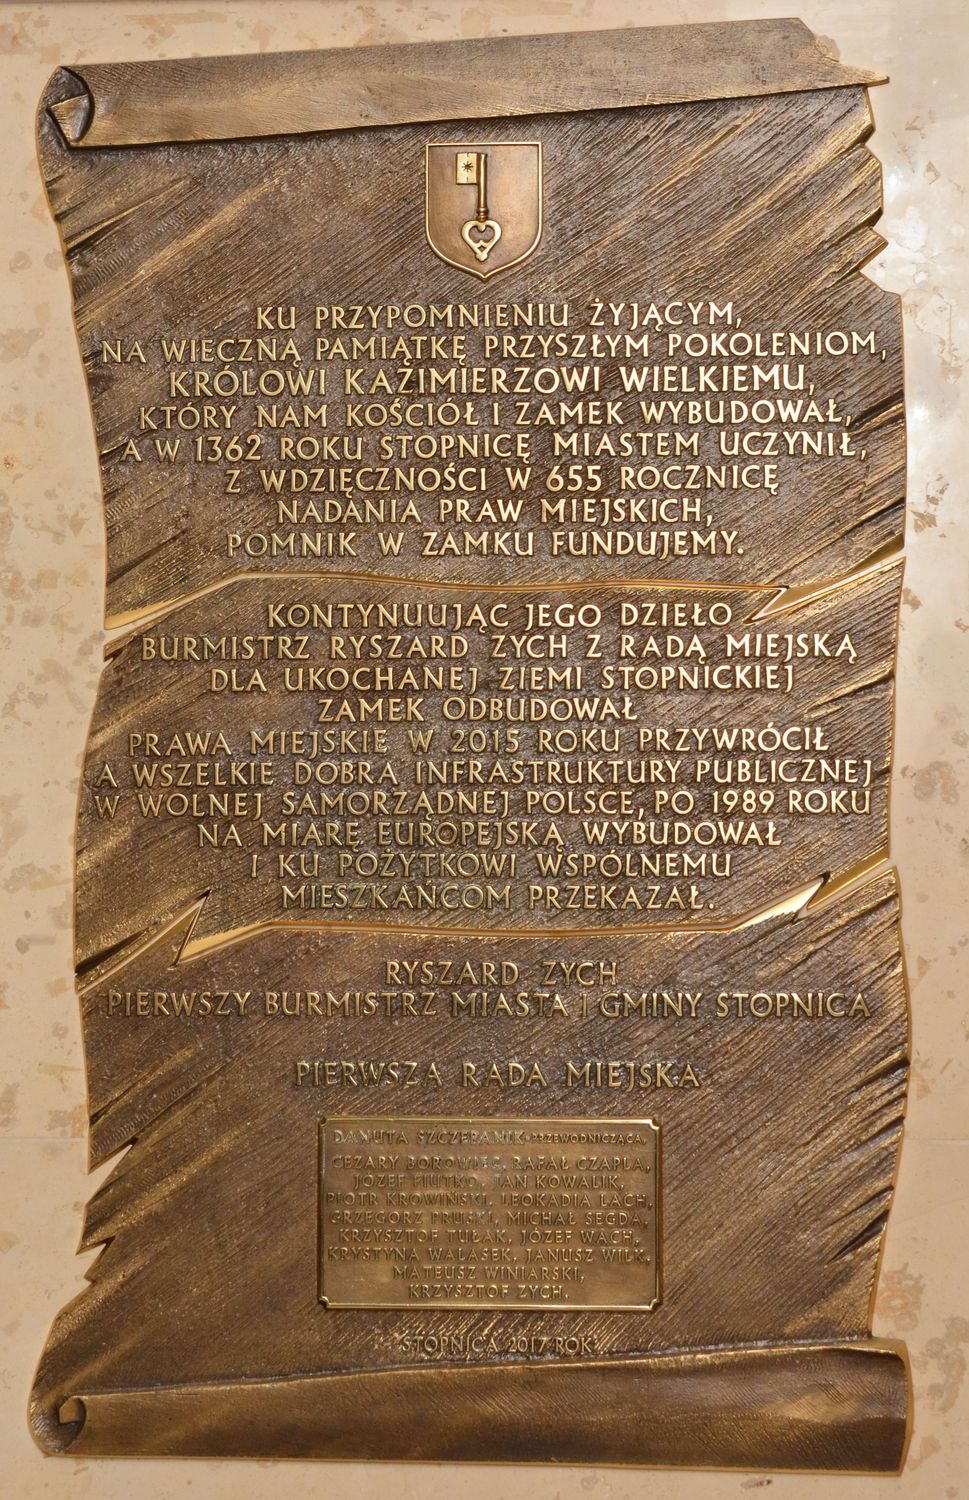 KU PRZYPOMNIENIU ŻYJĄCYM,
NA WIECZNĄ PAMIĄTKĘ PRZYSZŁYM POKOLENIOM,
KRÓLOWI KAZIMIERZOWI WIELKIEMU,
KTÓRY NAM KOŚCIÓŁ I ZAMEK WYBUDOWAŁ,
A W 1362 ROKU STOPNICĘ MIASTEM UCZYNIŁ,
Z WDZIĘCZNOŚCI W 655 ROCZNICĘ
NADANIA PRAW MIEJSKICH,
POMNIK W ZAMKU FUNDUJEMY.
KONTYNUUJĄC JEGO DZIEŁO
BURMISTRZ RYSZARD ZYCH Z RADĄ MIEJSKĄ
DLA UKOCHANEJ ZIEMI STOPNICKIEJ
ZAMEK ODBUDOWAŁ
PRAWA MIEJSKIE W 2015 ROKU PRZYWRÓCIŁ
A WSZELKIE DOBRA INFRASTRUKTURY PUBLICZNEJ
W WOLNEJ SAMORZĄDNEJ POLSCE, PO 1989 ROKU
NA MIARĘ EUROPEJSKĄ WYBUDOWAŁ
I KU POŻYTKOWI WSPÓLNEMU
MIESZKAŃCOM PRZEKAZAŁ.
RYSZARD ZYCH
PIERWSZY BURMISTRZ MIASTA I GMINY STOPNICA
PIERWSZA RADA MIEJSKA
DANUTA SZCZEPANIK-PRZEWODNICZĄCA,
CEZARY BOROWIEC, RAFAŁ CZAPLA,
JÓZEF FIUTKO, JAN KOWALIK,
PIOTR KROWIŃSKI, LEOKADIA LACH,
GRZEGORZ PRUSKI, MICHAŁ SEGDA,
KRZYSZTOF TUŁAK, JÓZEF WACH,
KRYSTYNA WALASEK, JANUSZ WILK,
MATEUSZ WINIARSKI,
KRZYSZTOF ZYCH.
STOPNICA 2017 ROK